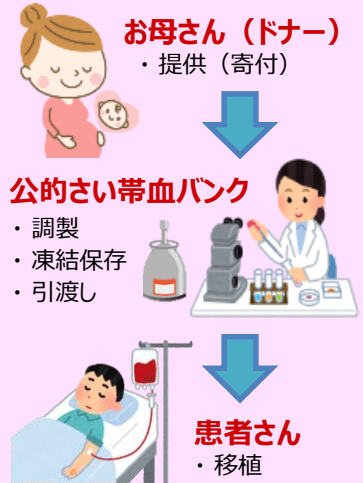 お母さん（ドナー）
・提供（寄付）
公的さい帯血バンク
・調製
・凍結保存
・引渡し
患者さん
・移植